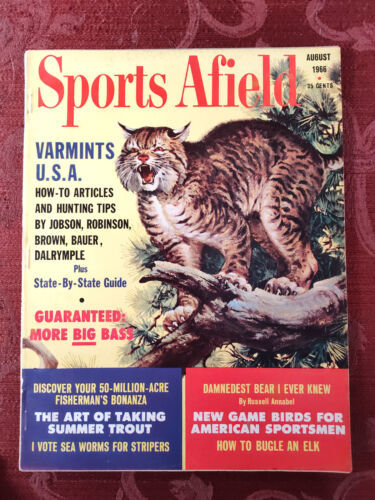 Sports Afield
AUGUST
1966
35 CENTS
VARMINTS
U.S.A.
HOW-TO ARTICLES
AND HUNTING TIPS
BY JOBSON, ROBINSON,
BROWN, BAUER,
DALRYMPLE
Plus
State-By-State Guide
GUARANTEED:
MORE BIG BASS
DISCOVER YOUR 50-MILLION-ACRE
FISHERMAN'S BONANZA
THE ART OF TAKING
SUMMER TROUT
I VOTE SEA WORMS FOR STRIPERS
DAMNEDEST BEAR I EVER KNEW
By Russell Annabel
NEW GAME BIRDS FOR
AMERICAN SPORTSMEN
HOW TO BUGLE AN ELK